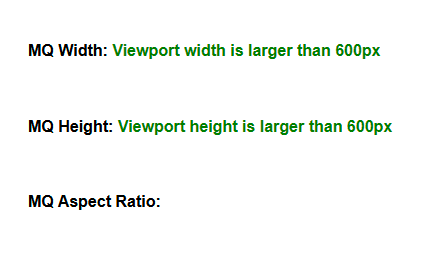 MQ Width: Viewport width is larger than 600px
MQ Height: Viewport height is larger than 600px
MQ Aspect Ratio: